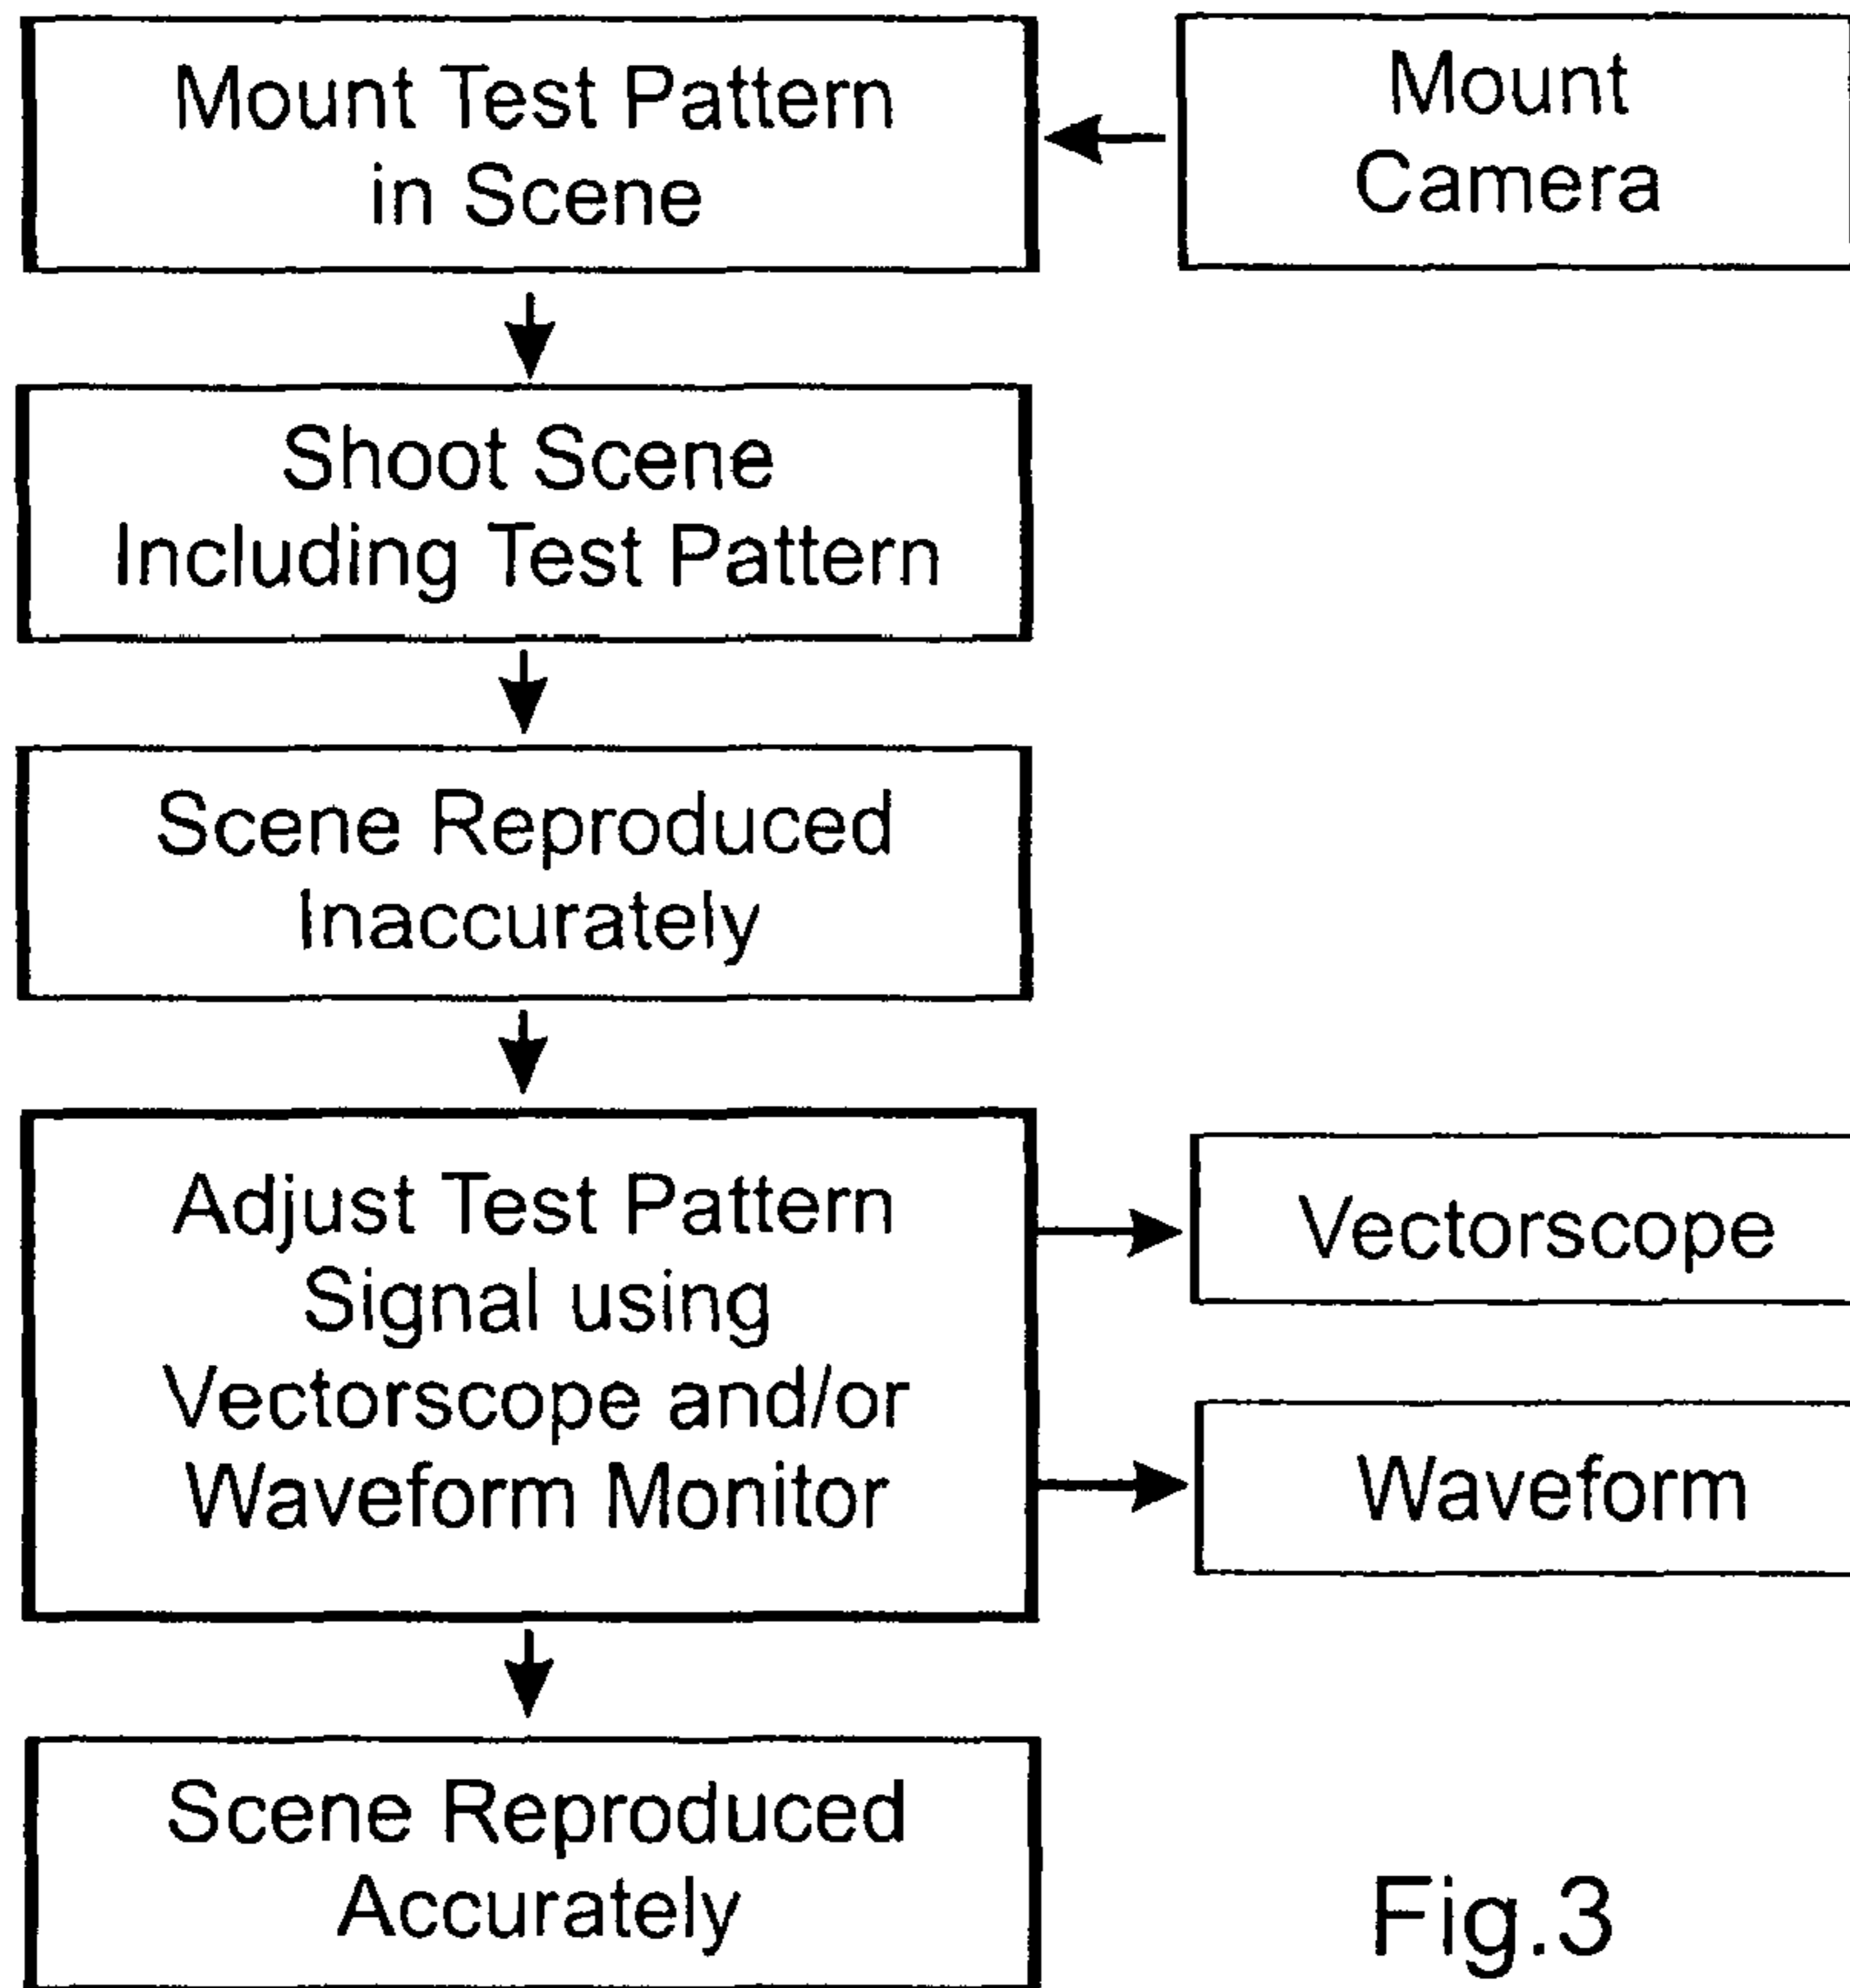 Mount Test Pattern
in Scene
Mount
Camera
Shoot Scene
Including Test Pattern
Scene Reproduced
Inaccurately
Adjust Test Pattern
Signal using
Vectorscope and/or
Waveform Monitor
Vectorscope
Waveform
Scene Reproduced
Accurately
Fig.3